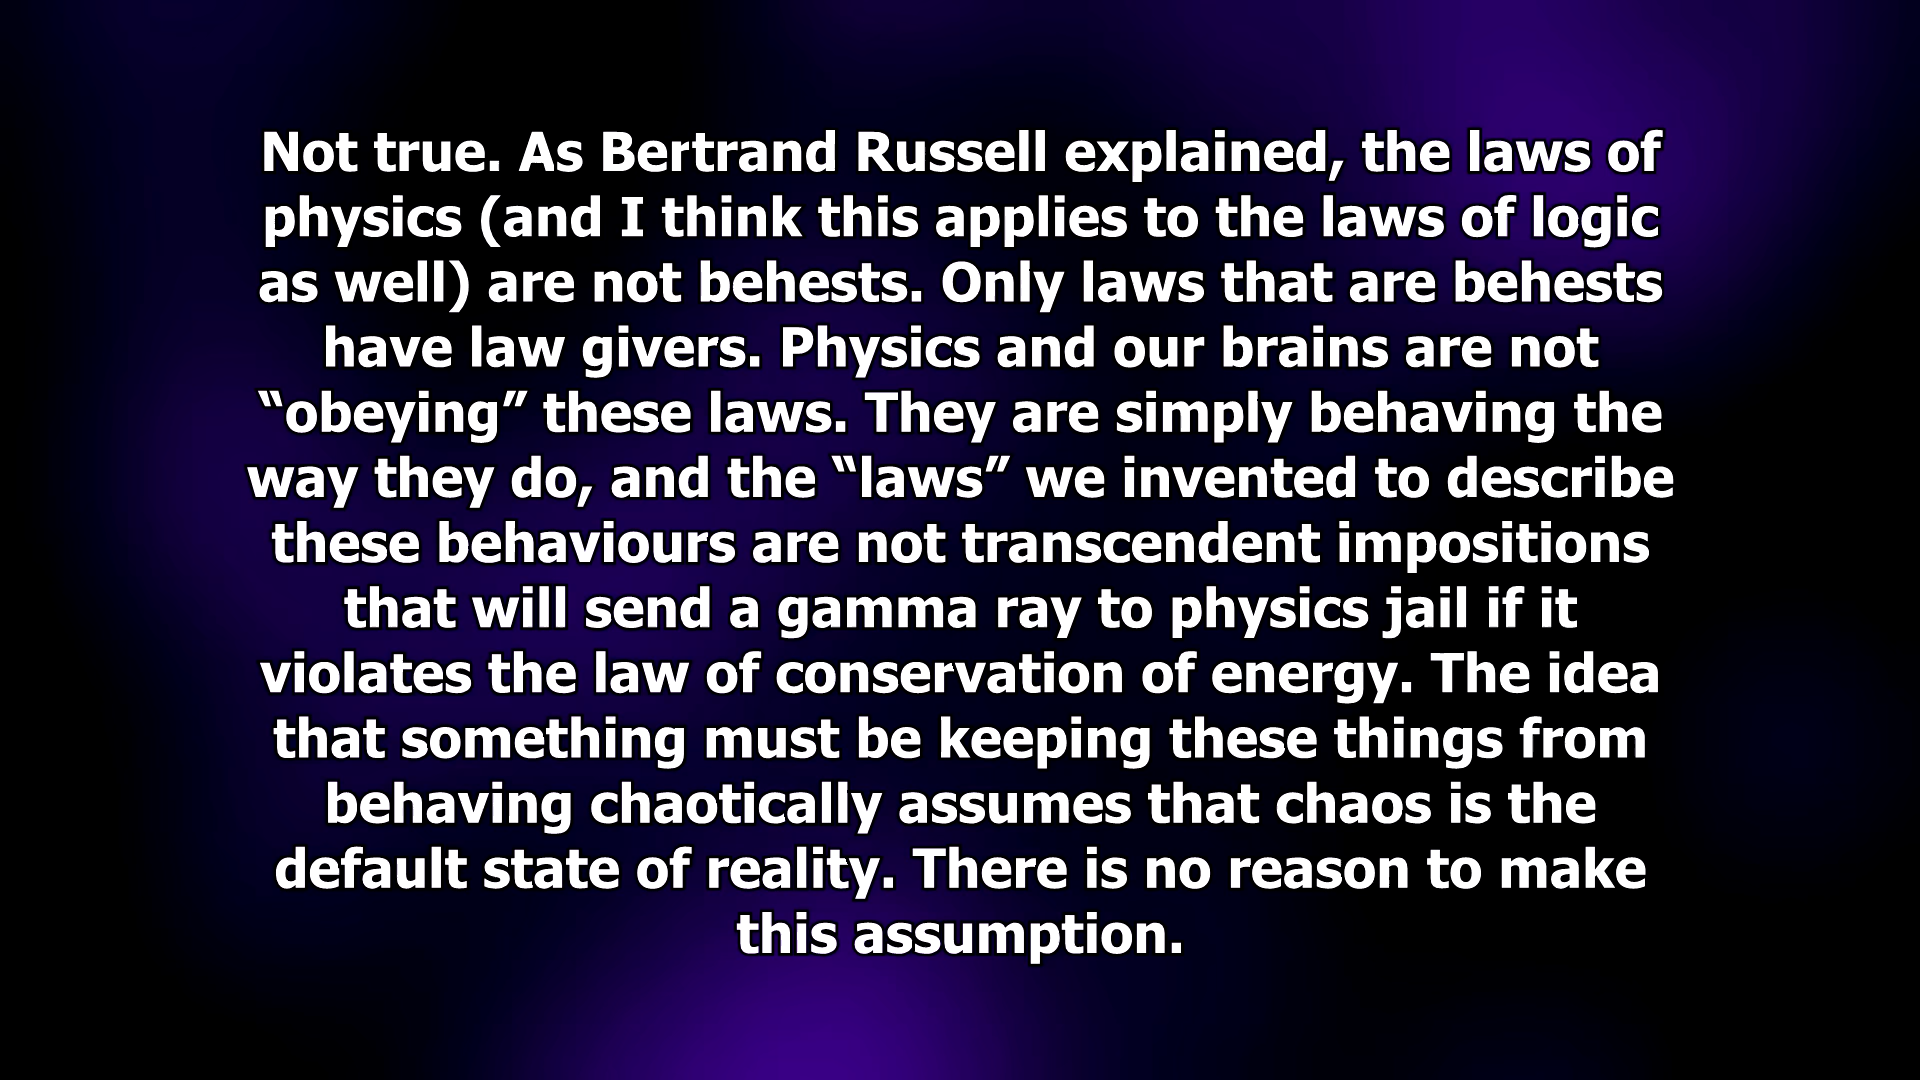 Not true. As Bertrand Russell explained, the laws of
physics (and I think this applies to the laws of logic
as well) are not behests. Only laws that are behests
have law givers. Physics and our brains are not
“obeying” these laws. They are simply behaving the
way they do, and the “laws” we invented to describe
these behaviours are not transcendent impositions
that will send a gamma ray to physics jail if it
violates the law of conservation of energy. The idea
that something must be keeping these things from
behaving chaotically assumes that chaos is the
default state of reality. There is no reason to make
this assumption.